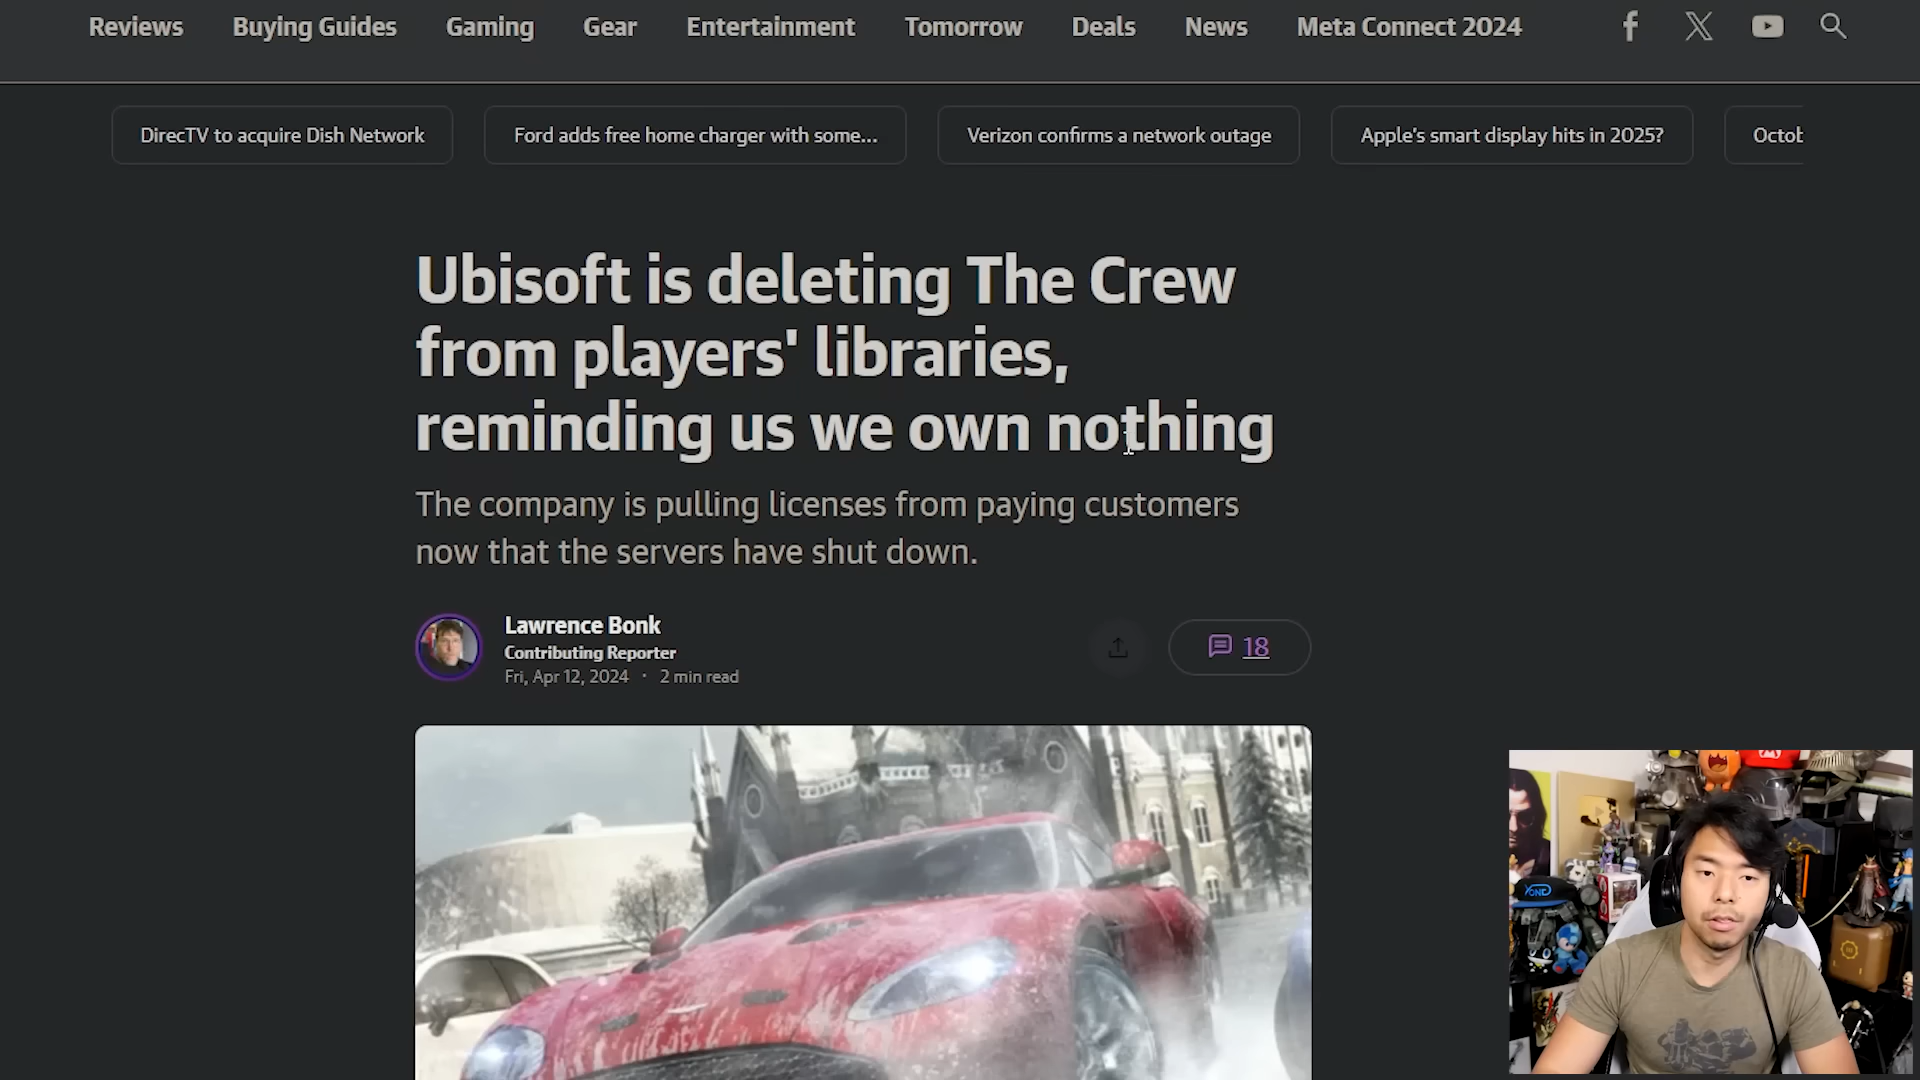 Reviews Buying Guides Gaming Gear Entertainment Tomorrow Deals News Meta Connect 2024
DirecTV to acquire Dish Network Ford adds free home charger with some... Verizon confirms a network outage Apple's smart display hits in 2025? Octob
Ubisoft is deleting The Crew
from players' libraries,
reminding us we own nothing
The company is pulling licenses from paying customers
now that the servers have shut down.
Lawrence Bonk
Contributing Reporter
Fri, Apr 12, 2024 · 2 min read
18